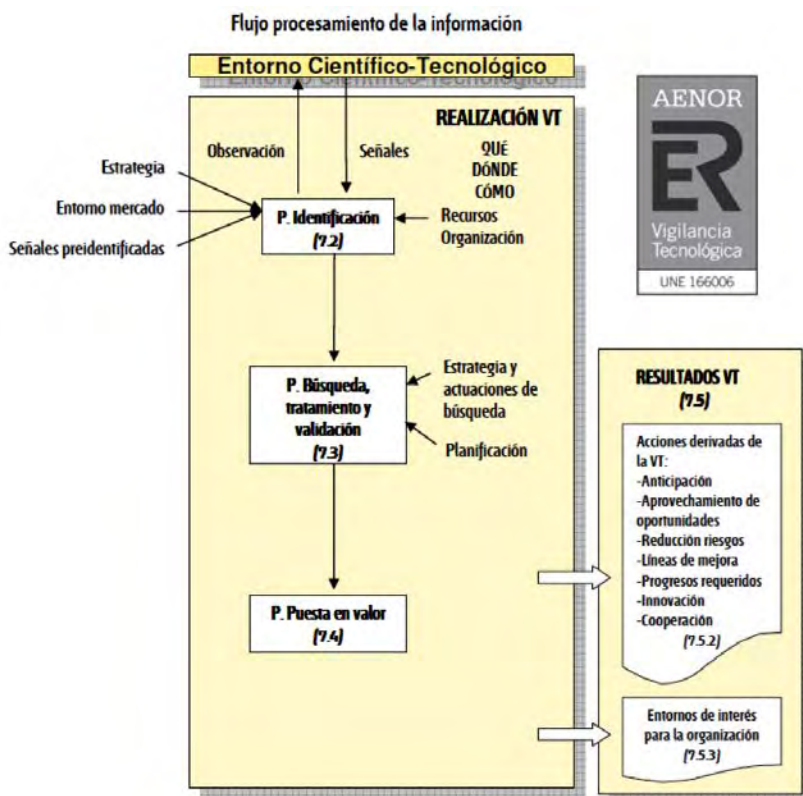 Flujo procesamiento de la información
Entorno Científico-Tecnológico
REALIZACIÓN VT
QUÉ
DÓNDE
CÓMO
Observación
Señales
Estrategia
Entorno mercado
Señales preidentificadas
P. Identificación
(7.2)
Recursos
Organización
P. Búsqueda,
tratamiento y
validación
(7.3)
Estrategia y
actuaciones de
búsqueda
Planificación
P. Puesta en valor
(7.4)
AENOR
ER
Vigilancia
Tecnológica
UNE 166006
RESULTADOS VT
(7.5)
Acciones derivadas de
la VT:
-Anticipación
-Aprovechamiento de
oportunidades
-Reducción riesgos
-Líneas de mejora
-Progresos requeridos
-Innovación
-Cooperación
(7.5.2)
Entornos de interés
para la organización
(7.5.3)